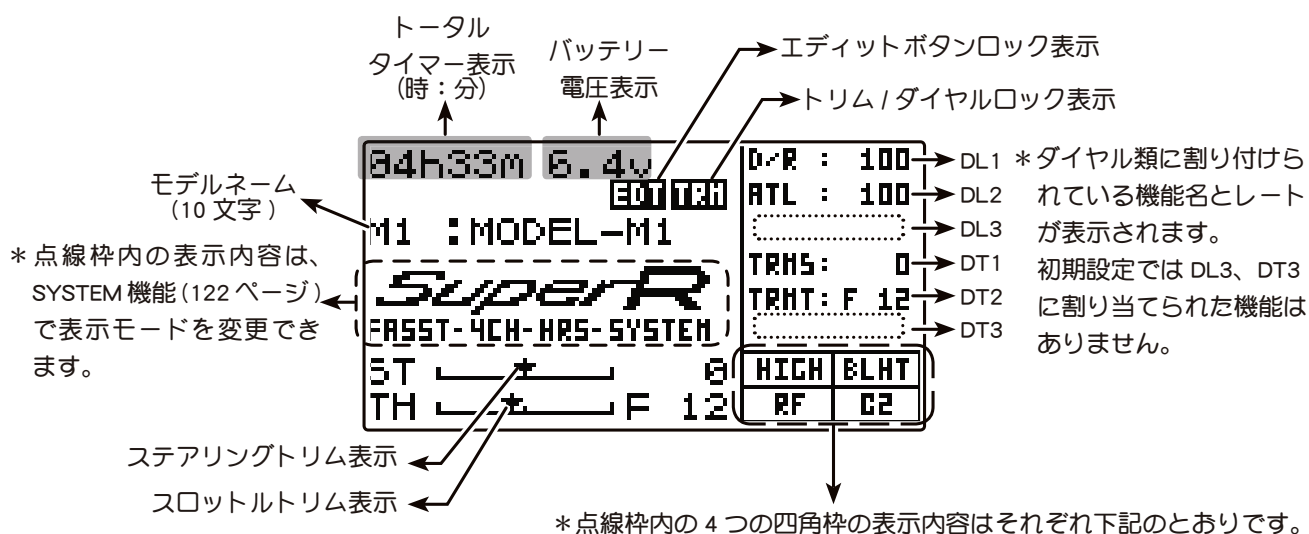 トータル
タイマー表示
(時：分)
バッテリー
電圧表示
エディットボタンロック表示
トリム / ダイヤルロック表示
04h33m 6.4v
EDT TRM
モデルネーム
(10 文字 )
M1 :MODEL-M1
＊点線枠内の表示内容は、
SYSTEM 機能 (122 ページ)
で表示モードを変更でき
ます。
SuperR
FASST-4CH-HRS-SYSTEM
ST 0
TH F 12
D/R : 100
ATL : 100
TRMS: 0
TRMT: F 12
HIGH BLHT
RF G2
DL1
DL2
DL3
DT1
DT2
DT3
＊ダイヤル類に割り付けら
れている機能名とレート
が表示されます。
初期設定では DL3、DT3
に割り当てられた機能は
ありません。
ステアリングトリム表示
スロットルトリム表示
＊点線枠内の 4 つの四角枠の表示内容はそれぞれ下記のとおりです。